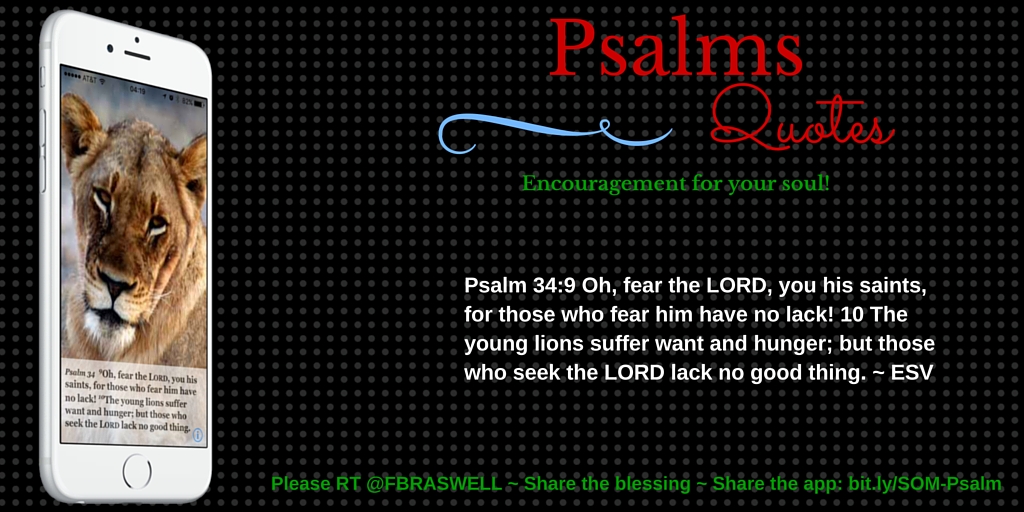 ●●●●● AT&T 04:19 92%
Psalm 34 ⁹Oh, fear the LORD, you his
saints, for those who fear him have
no lack! ¹⁰The young lions suffer
want and hunger; but those who
seek the LORD lack no good thing.
Psalms
Quotes
Encouragement for your soul!
Psalm 34:9 Oh, fear the LORD, you his saints,
for those who fear him have no lack! 10 The
young lions suffer want and hunger; but those
who seek the LORD lack no good thing. ~ ESV
Please RT @FBRASWELL ~ Share the blessing ~ Share the app: bit.ly/SOM-Psalm